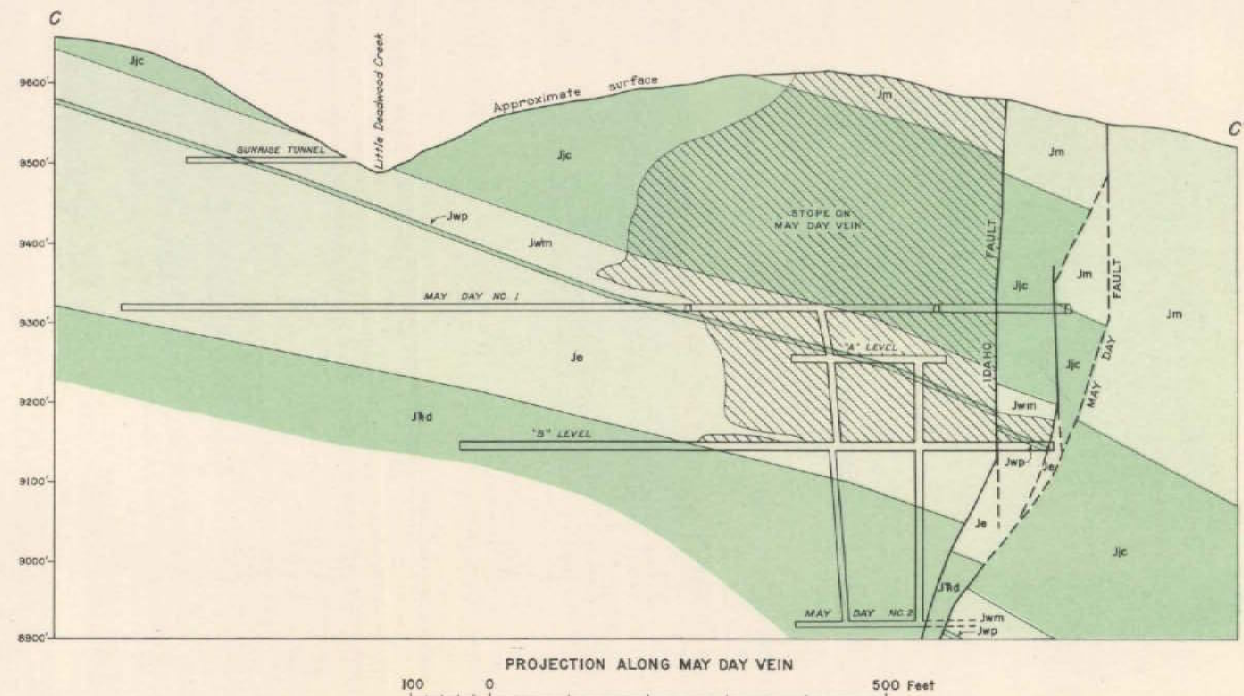 C
C'
9600'
9500'
9400'
9300'
9200'
9100'
9000'
8900'
Jjc
Little Deadwood Creek
Approximate surface
Jm
SUNRISE TUNNEL
Jjc
Jm
Jwp
STOPE ON
MAY DAY VEIN
Jwm
FAULT
Jm
FAULT
Jjc
MAY DAY NO. 1
Jm
Je
"A" LEVEL
IDAHO
Jjc
MAY DAY
Jwm
JTd
"B" LEVEL
Jwp
Je
Je
Jjc
JTd
MAY DAY NO. 2
Jwm
Jwp
PROJECTION ALONG MAY DAY VEIN
100 0 500 Feet